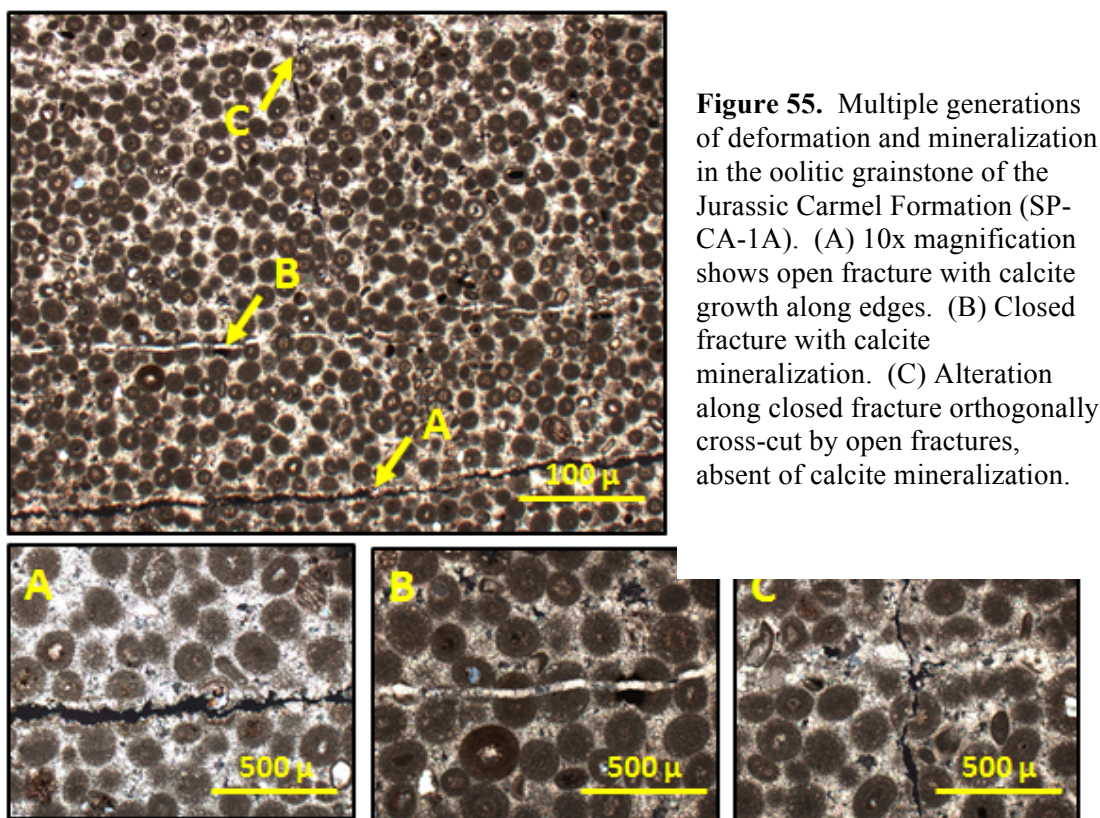 C
B
A
100 µ
Figure 55. Multiple generations
of deformation and mineralization
in the oolitic grainstone of the
Jurassic Carmel Formation (SP-
CA-1A). (A) 10x magnification
shows open fracture with calcite
growth along edges. (B) Closed
fracture with calcite
mineralization. (C) Alteration
along closed fracture orthogonally
cross-cut by open fractures,
absent of calcite mineralization.
A
500 µ
B
500 µ
C
500 µ